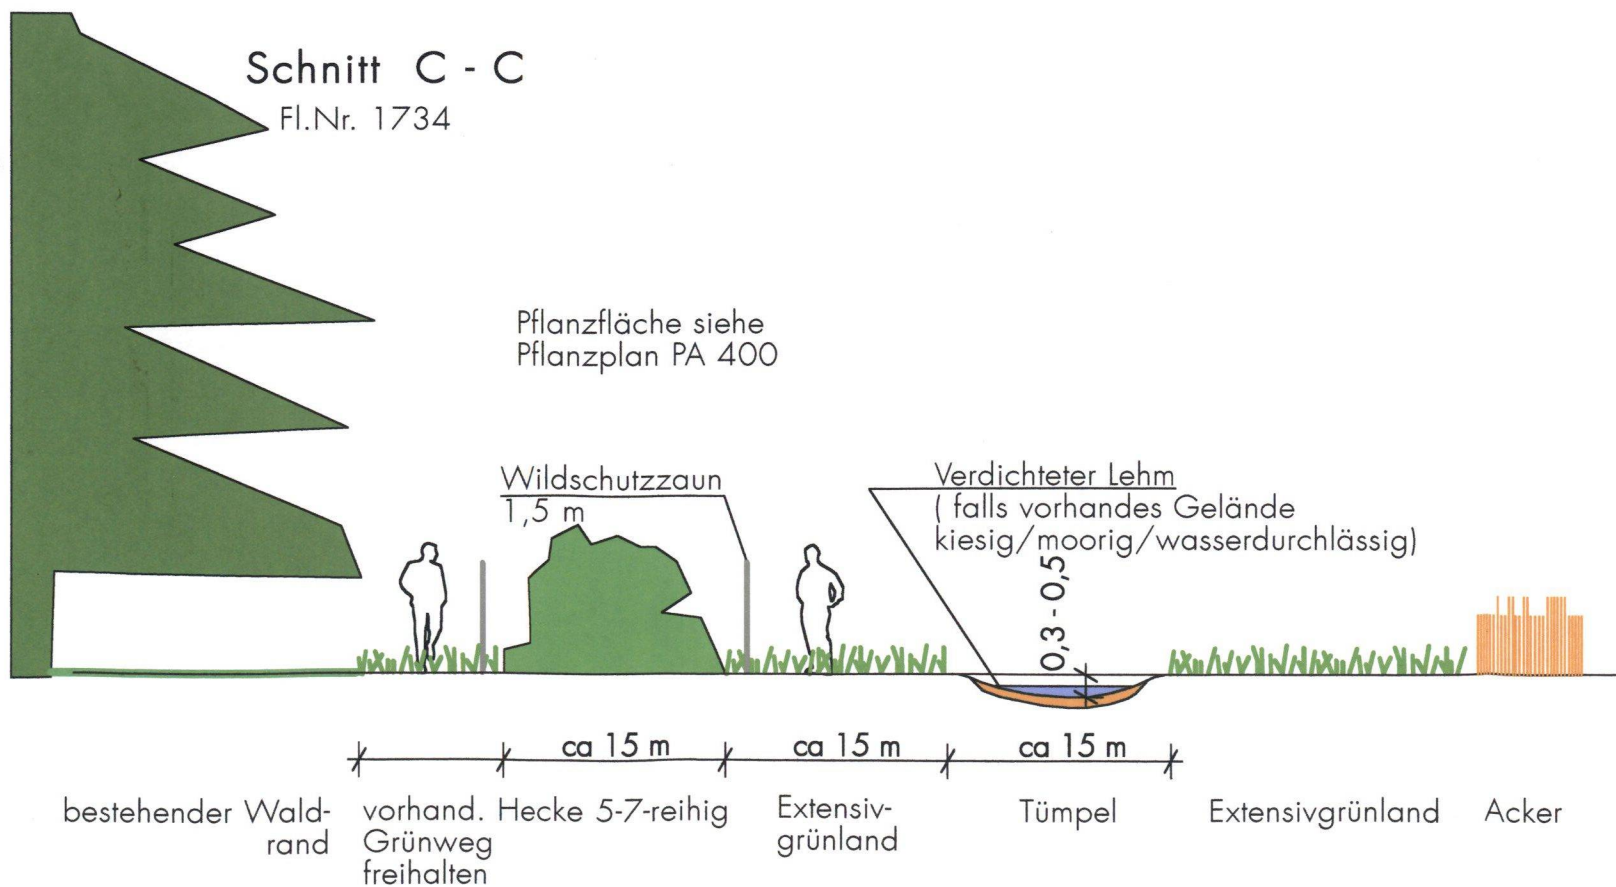 Schnitt C - C
Fl.Nr. 1734
Pflanzfläche siehe
Pflanzplan PA 400
Wildschutzzaun
1,5 m
Verdichteter Lehm
( falls vorhandes Gelände
kiesig/moorig/wasserdurchlässig)
0,3 - 0,5
ca 15 m
ca 15 m
ca 15 m
bestehender Wald-
rand
vorhand.
Grünweg
freihalten
Hecke 5-7-reihig
Extensiv-
grünland
Tümpel
Extensivgrünland
Acker